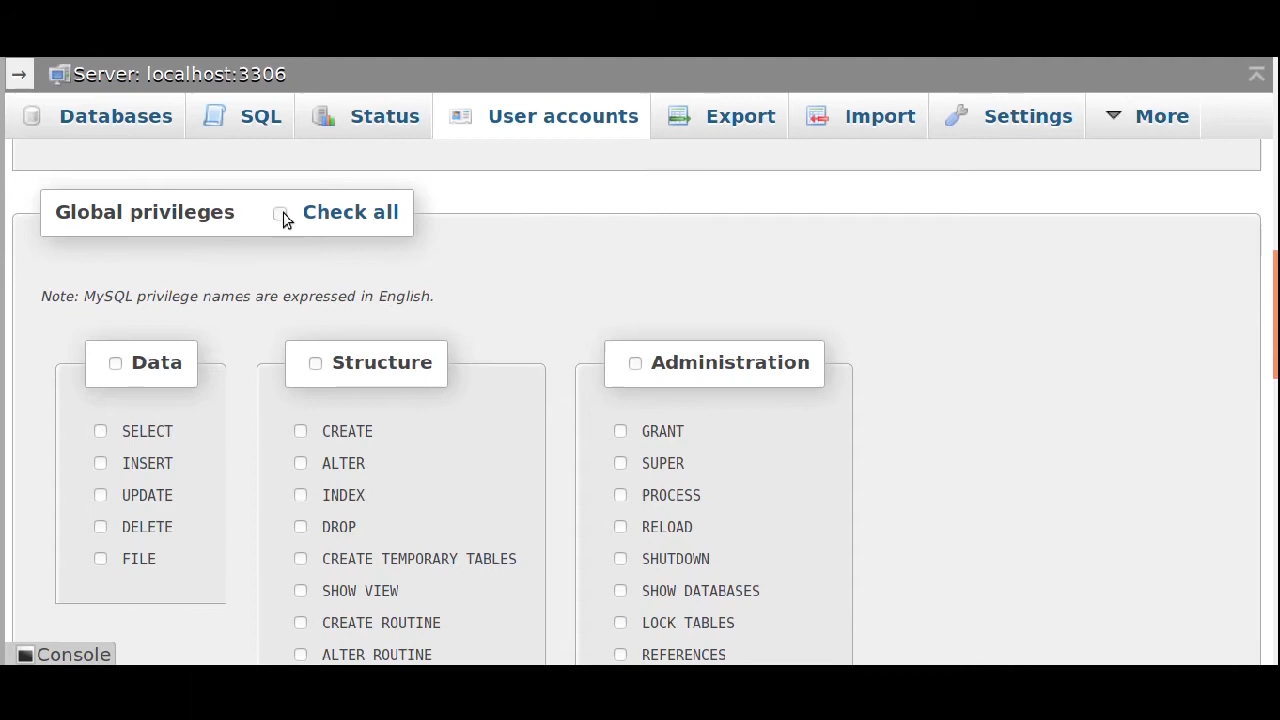 → Server: localhost:3306
Databases SQL Status User accounts Export Import Settings More
Global privileges Check all
Note: MySQL privilege names are expressed in English.
Data Structure Administration
SELECT CREATE GRANT
INSERT ALTER SUPER
UPDATE INDEX PROCESS
DELETE DROP RELOAD
FILE CREATE TEMPORARY TABLES SHUTDOWN
SHOW VIEW SHOW DATABASES
CREATE ROUTINE LOCK TABLES
ALTER ROUTINE REFERENCES
Console